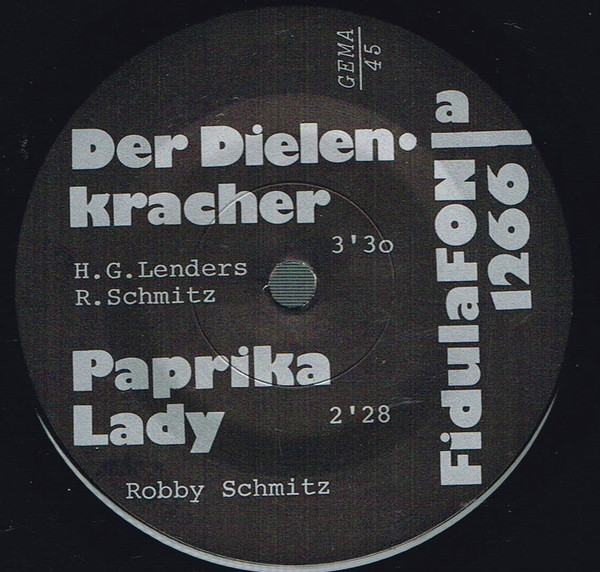 GEMA
45
Der Dielen·
kracher
3'3o
H.G.Lenders
R.Schmitz
Paprika
Lady
2'28
Robby Schmitz
FidulaFON
1266
a